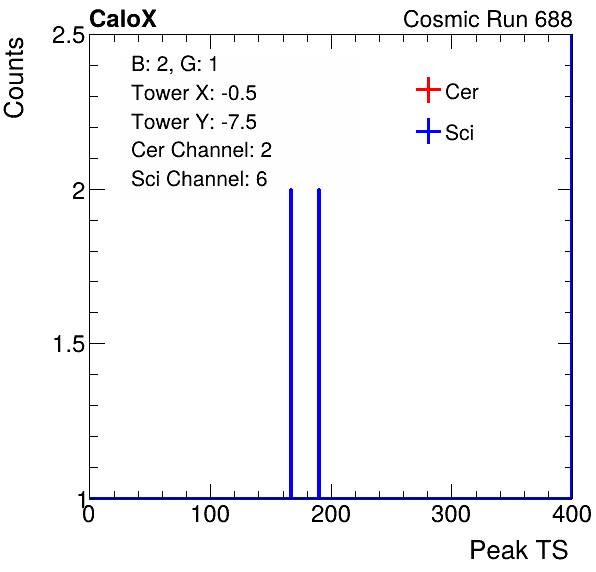 CaloX Cosmic Run 688
Counts
2.5
2
1.5
1
B: 2, G: 1
Tower X: -0.5
Tower Y: -7.5
Cer Channel: 2
Sci Channel: 6
Cer
Sci
0 100 200 300 400
Peak TS